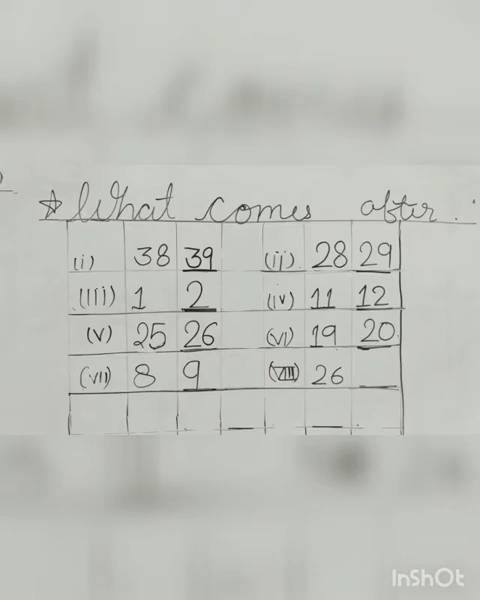 ☆ What comes after :
(i) 38 39 (ii) 28 29
(iii) 1 2 (iv) 11 12
(v) 25 26 (vi) 19 20
(vii) 8 9 (VIII) 26 __
InShOt